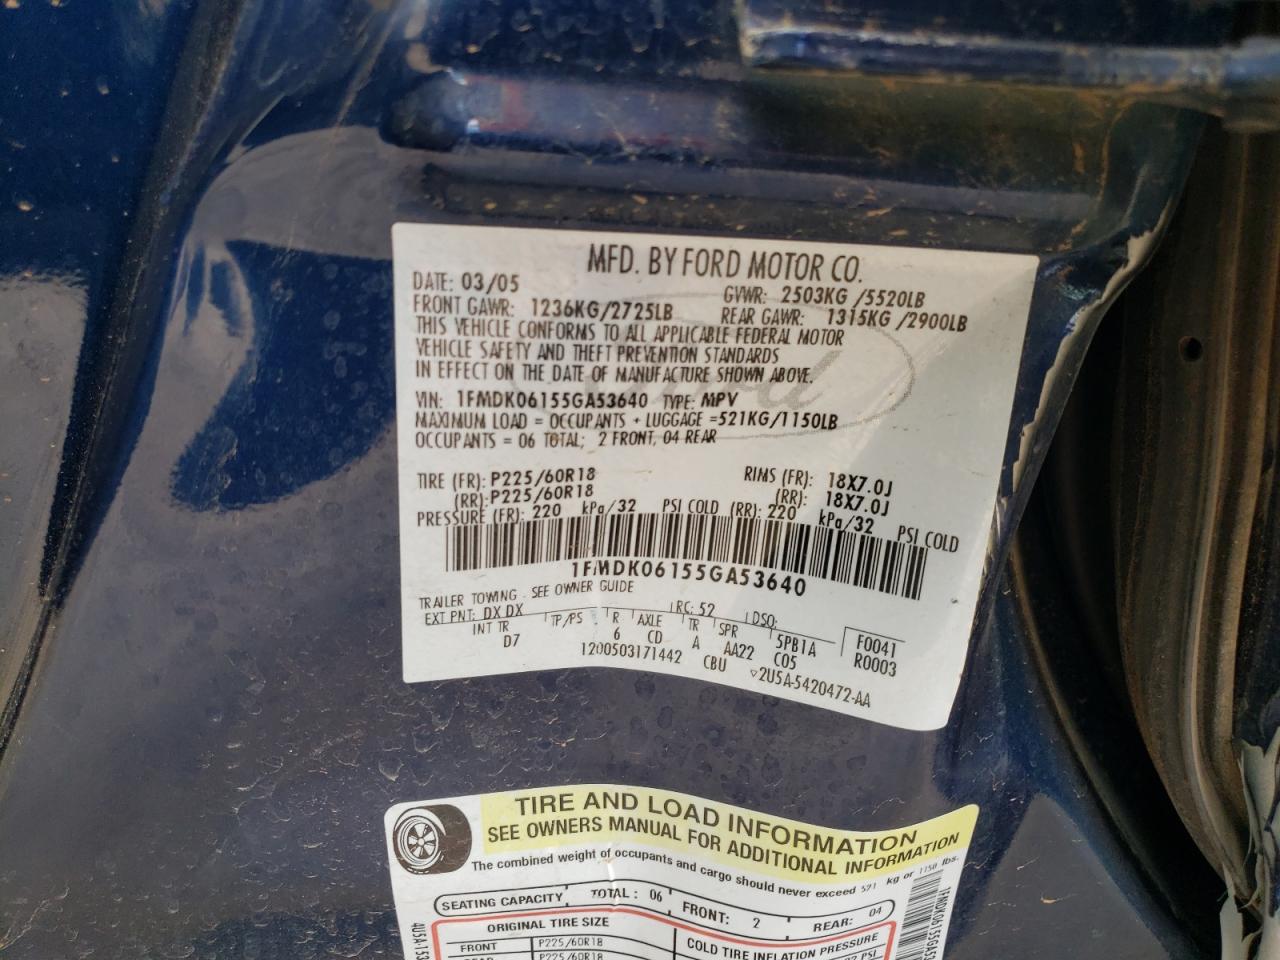 MFD. BY FORD MOTOR CO.
DATE: 03/05 GVWR: 2503KG /5520LB
FRONT GAWR: 1236KG/2725LB REAR GAWR: 1315KG /2900LB
THIS VEHICLE CONFORMS TO ALL APPLICABLE FEDERAL MOTOR
VEHICLE SAFETY AND THEFT PREVENTION STANDARDS
IN EFFECT ON THE DATE OF MANUFACTURE SHOWN ABOVE.
VIN: 1FMDK06155GA53640 TYPE: MPV
MAXIMUM LOAD = OCCUPANTS + LUGGAGE =521KG/1150LB
OCCUPANTS = 06 TOTAL; 2 FRONT, 04 REAR
TIRE (FR): P225/60R18 RIMS (FR): 18X7.0J
(RR): P225/60R18 (RR): 18X7.0J
PRESSURE (FR): 220 kPa/32 PSI COLD (RR): 220 kPa/32 PSI COLD
1FMDK06155GA53640
TRAILER TOWING - SEE OWNER GUIDE
EXT PNT: DX DX RC: 52 DSO:
INT TR TP/PS R AXLE TR SPR 5PB1A F0041
D7 6 CD A AA22 C05 R0003
1200503171442 CBU ▽2U5A-5420472-AA
TIRE AND LOAD INFORMATION
SEE OWNERS MANUAL FOR ADDITIONAL INFORMATION
The combined weight of occupants and cargo should never exceed 521 kg or 1150 lbs.
SEATING CAPACITY TOTAL: 06 FRONT: 2 REAR: 04
ORIGINAL TIRE SIZE COLD TIRE INFLATION PRESSURE
FRONT P225/60R18
P225/60R18